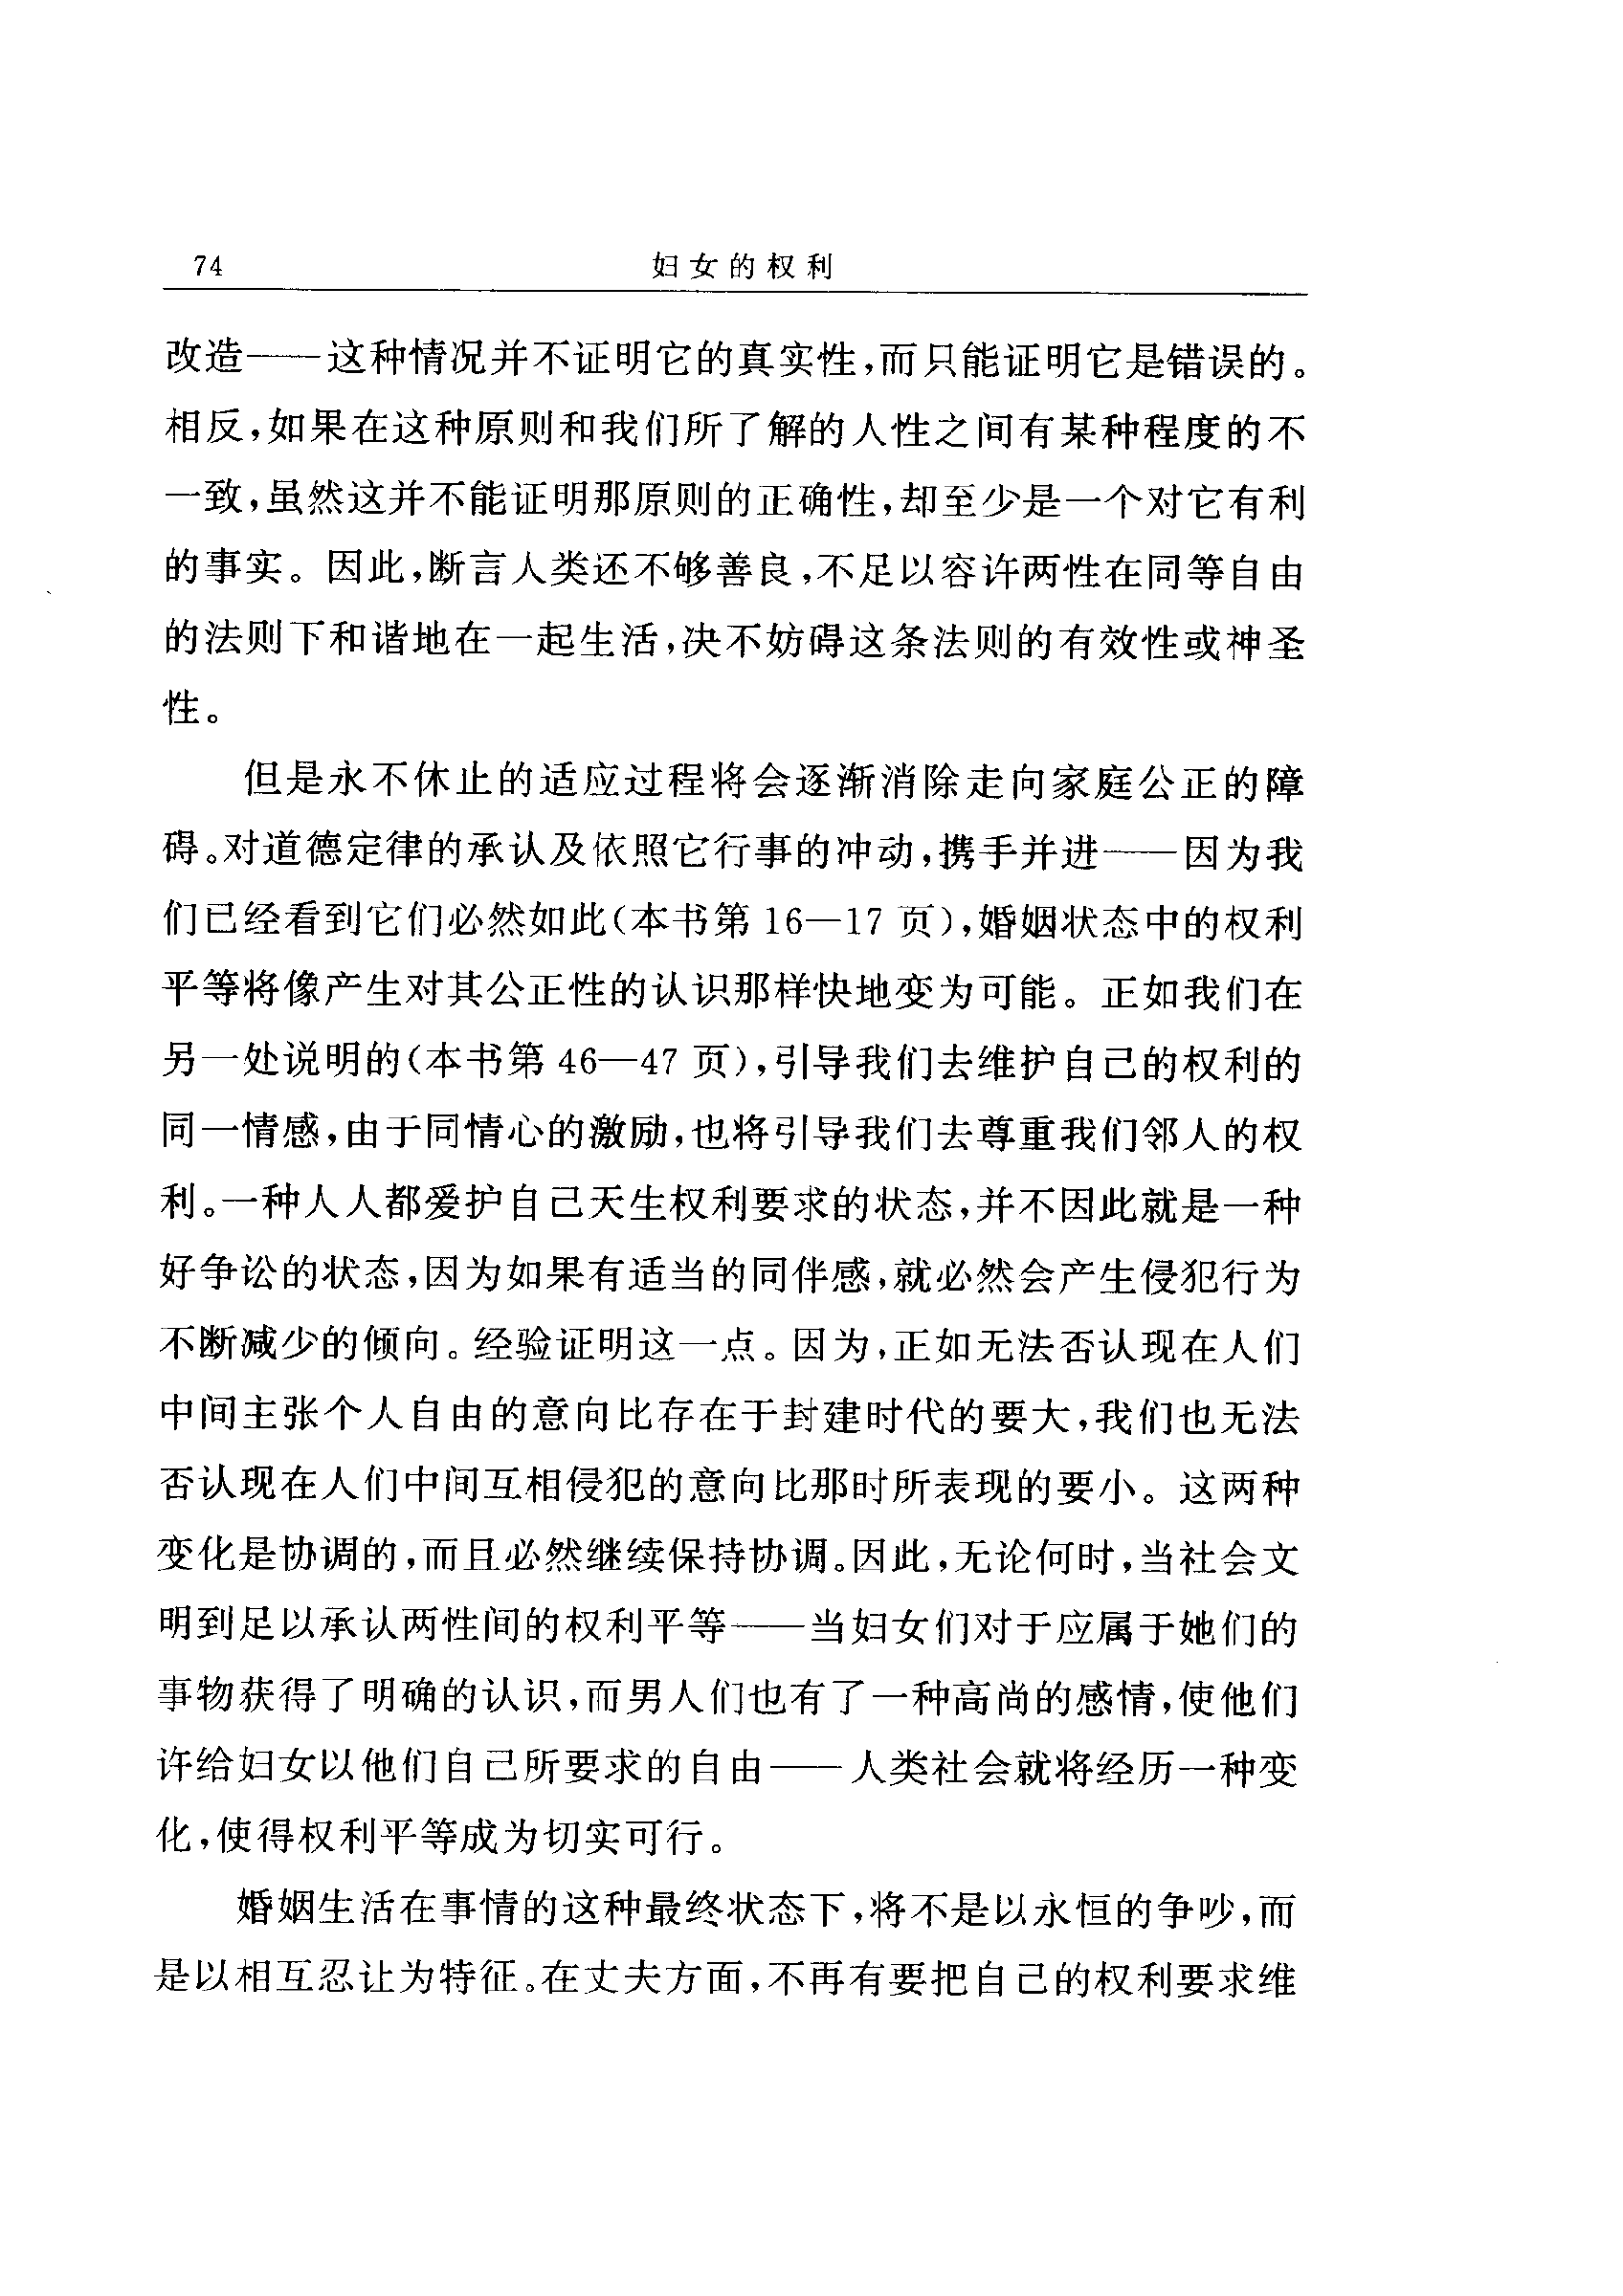 74 妇女的权利
改造——这种情况并不证明它的真实性,而只能证明它是错误的。
相反,如果在这种原则和我们所了解的人性之间有某种程度的不
一致,虽然这并不能证明那原则的正确性,却至少是一个对它有利
的事实。因此,断言人类还不够善良,不足以容许两性在同等自由
的法则下和谐地在一起生活,决不妨碍这条法则的有效性或神圣
性。
但是永不休止的适应过程将会逐渐消除走向家庭公正的障
碍。对道德定律的承认及依照它行事的冲动,携手并进——因为我
们已经看到它们必然如此(本书第16—17页),婚姻状态中的权利
平等将像产生对其公正性的认识那样快地变为可能。正如我们在
另一处说明的(本书第46—47页),引导我们去维护自己的权利的
同一情感,由于同情心的激励,也将引导我们去尊重我们邻人的权
利。一种人人都爱护自己天生权利要求的状态,并不因此就是一种
好争讼的状态,因为如果有适当的同伴感,就必然会产生侵犯行为
不断减少的倾向。经验证明这一点。因为,正如无法否认现在人们
中间主张个人自由的意向比存在于封建时代的要大,我们也无法
否认现在人们中间互相侵犯的意向比那时所表现的要小。这两种
变化是协调的,而且必然继续保持协调。因此,无论何时,当社会文
明到足以承认两性间的权利平等——当妇女们对于应属于她们的
事物获得了明确的认识,而男人们也有了一种高尚的感情,使他们
许给妇女以他们自己所要求的自由——人类社会就将经历一种变
化,使得权利平等成为切实可行。
婚姻生活在事情的这种最终状态下,将不是以永恒的争吵,而
是以相互忍让为特征。在丈夫方面,不再有要把自己的权利要求维